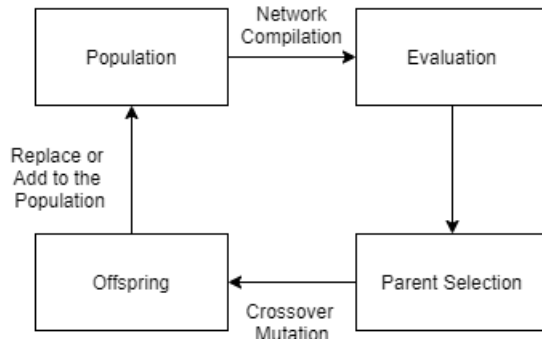 Network
Compilation
Population
Evaluation
Replace or
Add to the
Population
Offspring
Parent Selection
Crossover
Mutation